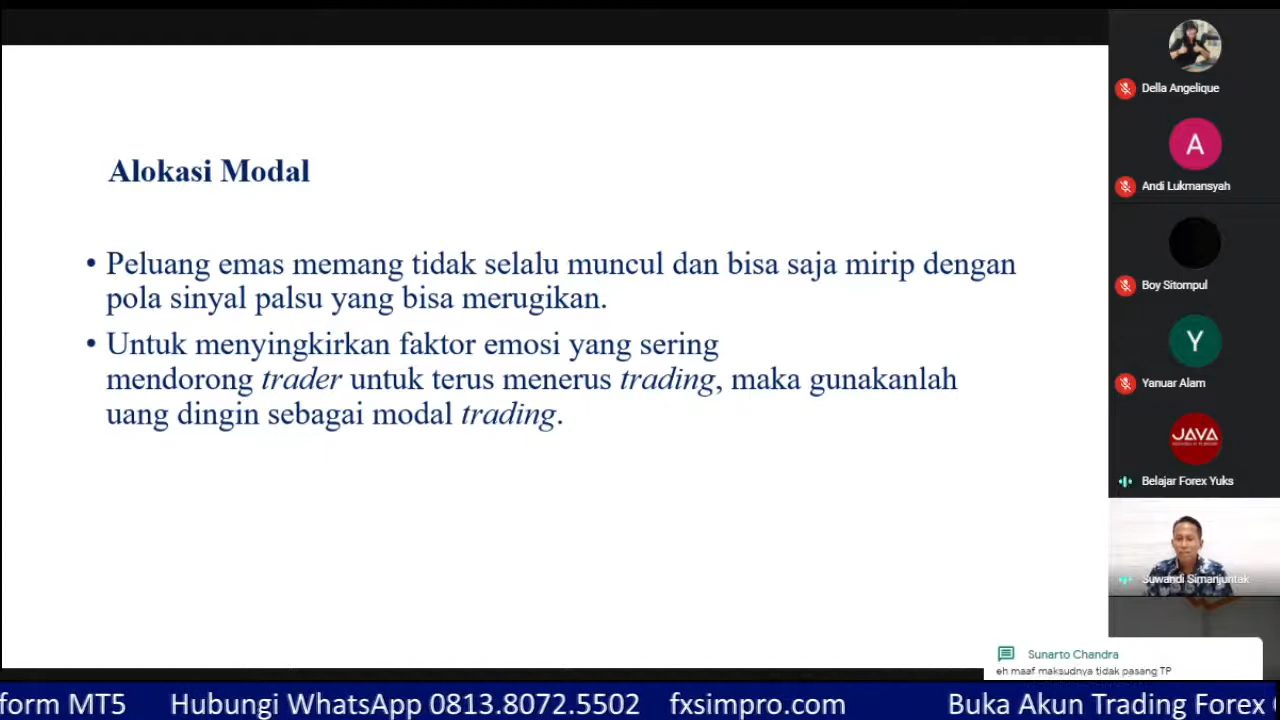 Alokasi Modal
• Peluang emas memang tidak selalu muncul dan bisa saja mirip dengan
pola sinyal palsu yang bisa merugikan.
• Untuk menyingkirkan faktor emosi yang sering
mendorong trader untuk terus menerus trading, maka gunakanlah
uang dingin sebagai modal trading.
Della Angelique
A
Andi Lukmansyah
Boy Sitompul
Y
Yanuar Alam
JAVA
Belajar Forex Yuks
Suwandi Simanjuntak
Sunarto Chandra
eh maaf maksudnya tidak pasang TP
form MT5 Hubungi WhatsApp 0813.8072.5502 fxsimpro.com Buka Akun Trading Forex